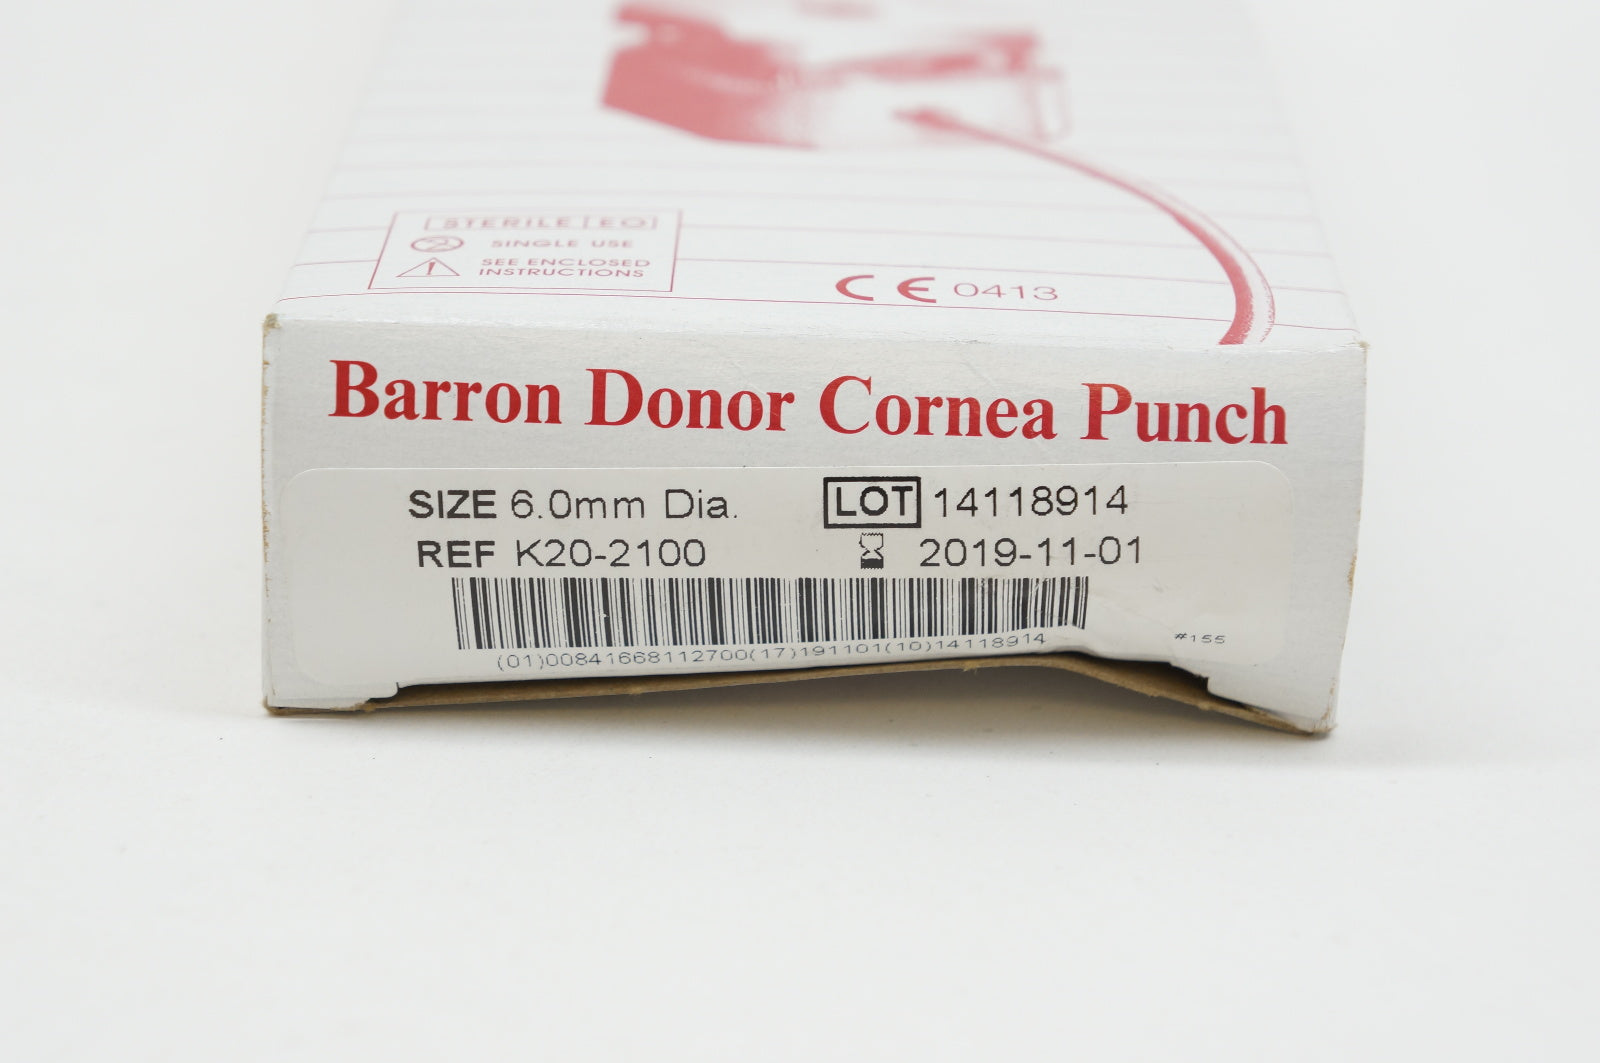 STERILE EO
2 SINGLE USE
SEE ENCLOSED
INSTRUCTIONS
CE 0413
Barron Donor Cornea Punch
SIZE 6.0mm Dia. LOT 14118914
REF K20-2100 2019-11-01
(01)00841668112700(17)191101(10)14118914
#155